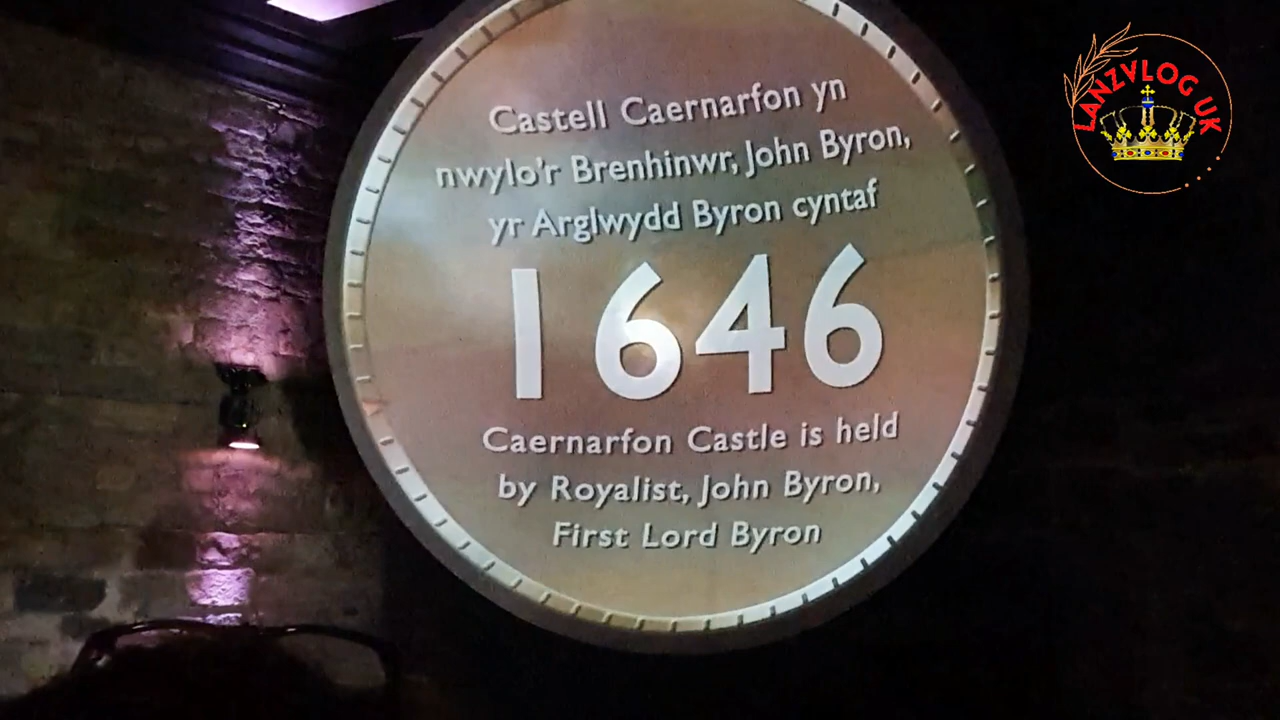 Castell Caernarfon yn
nwylo'r Brenhinwr, John Byron,
yr Arglwydd Byron cyntaf
1646
Caernarfon Castle is held
by Royalist, John Byron,
First Lord Byron
LANZVLOG UK